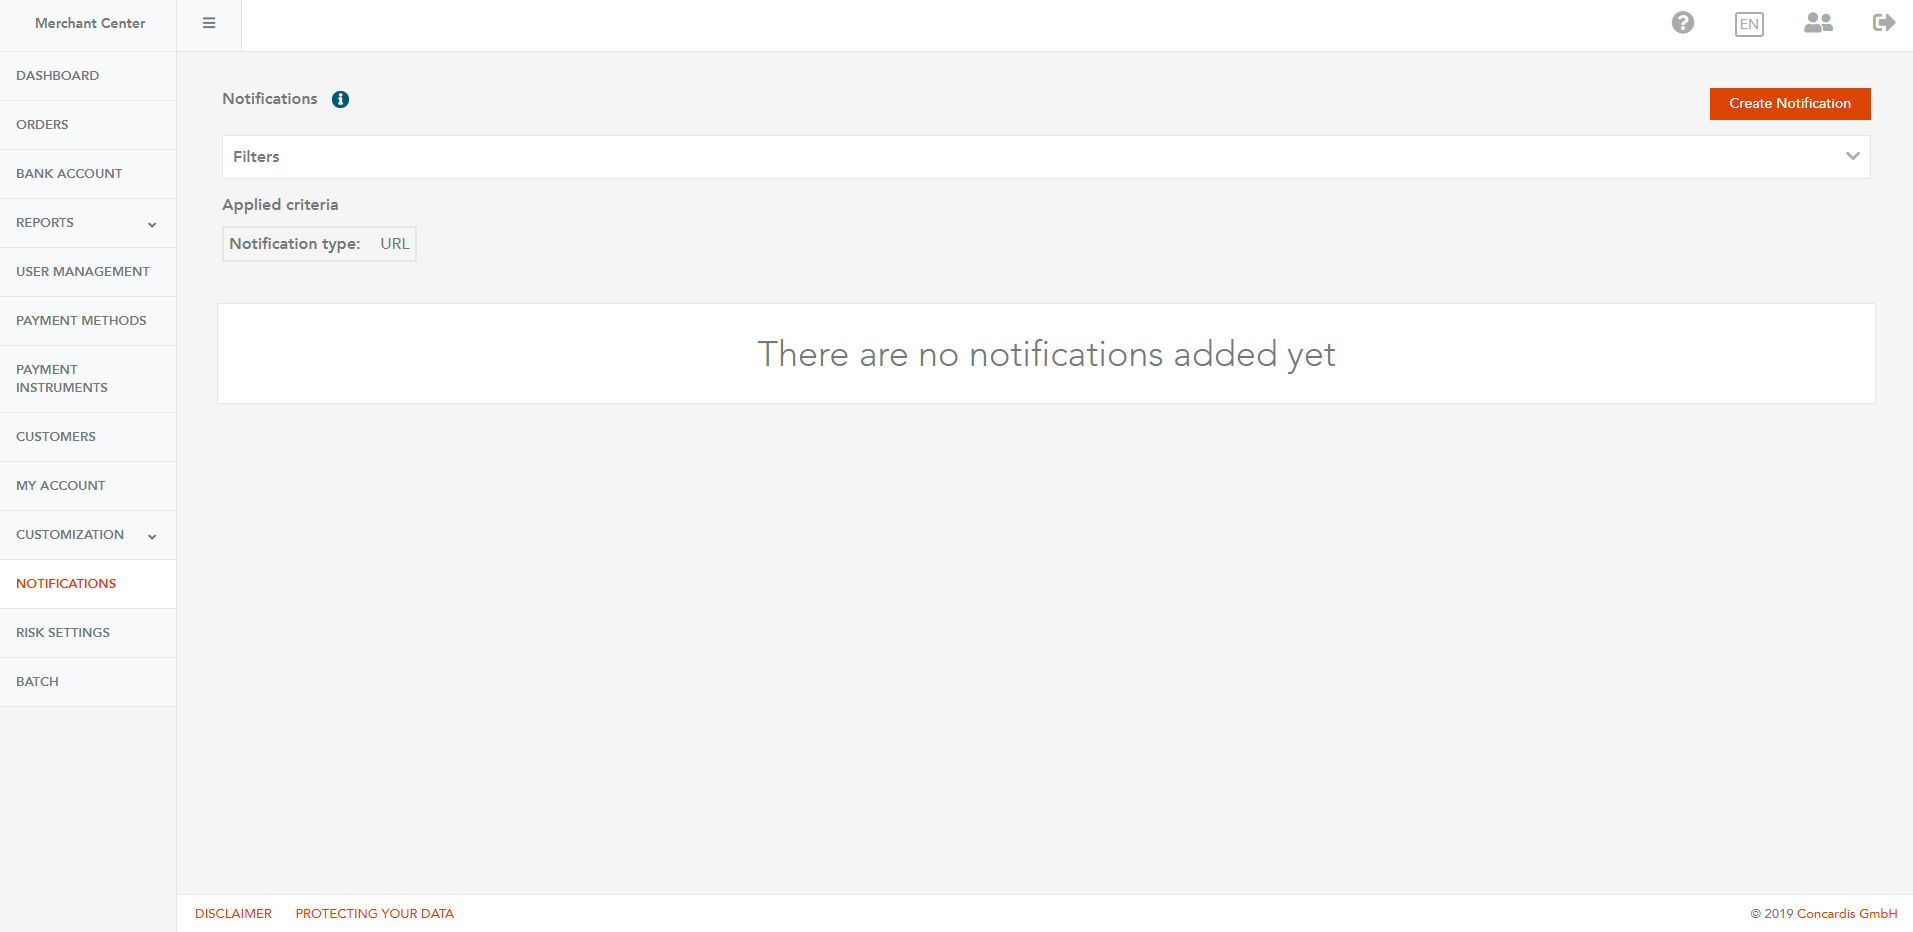 Merchant Center
EN
DASHBOARD
ORDERS
BANK ACCOUNT
REPORTS
USER MANAGEMENT
PAYMENT METHODS
PAYMENT
INSTRUMENTS
CUSTOMERS
MY ACCOUNT
CUSTOMIZATION
NOTIFICATIONS
RISK SETTINGS
BATCH
Notifications
Create Notification
Filters
Applied criteria
Notification type: URL
There are no notifications added yet
DISCLAIMER PROTECTING YOUR DATA
© 2019 Concardis GmbH